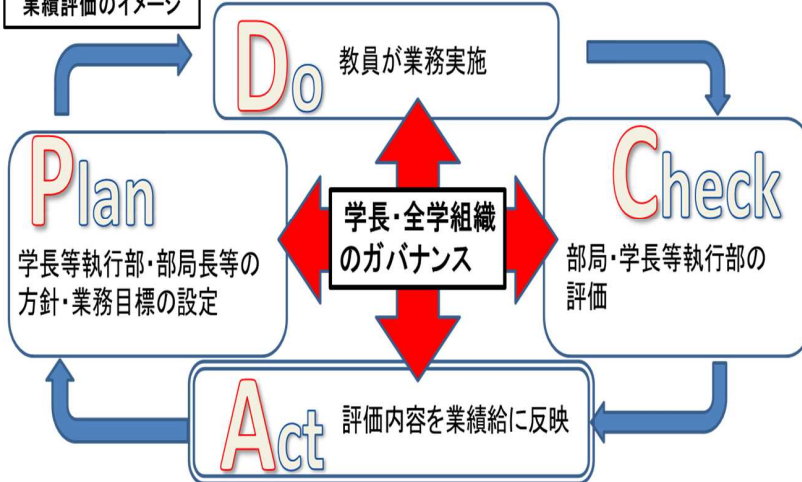 業績評価のイメージ
Do 教員が業務実施
Plan
学長等執行部・部局長等の
方針・業務目標の設定
学長・全学組織
のガバナンス
Check
部局・学長等執行部の
評価
Act 評価内容を業績給に反映